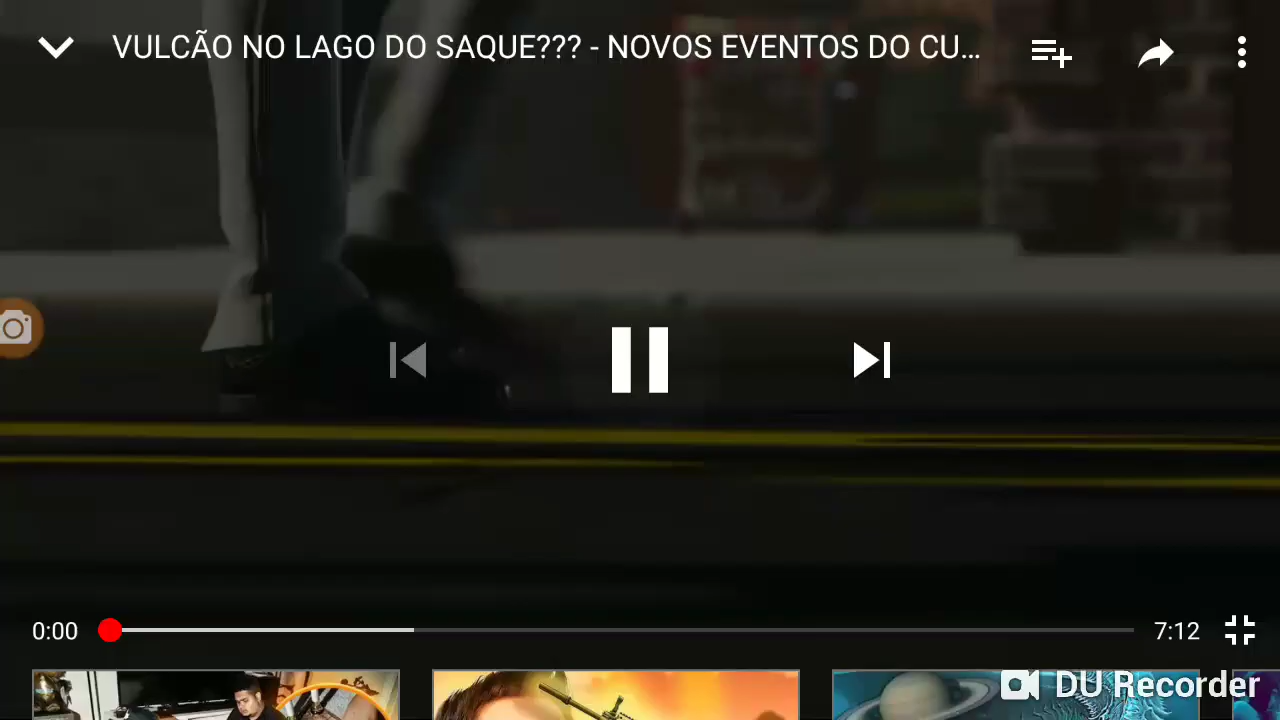 VULCÃO NO LAGO DO SAQUE??? - NOVOS EVENTOS DO CU...
0:00
7:12
DU Recorder